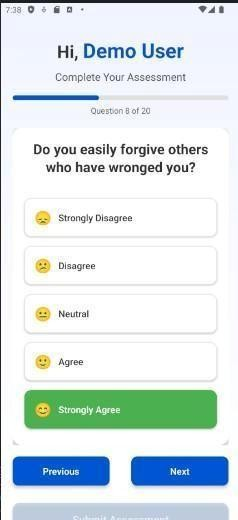 7:38
Hi, Demo User
Complete Your Assessment
Question 8 of 20
Do you easily forgive others
who have wronged you?
Strongly Disagree
Disagree
Neutral
Agree
Strongly Agree
Previous
Next
Submit Assessment